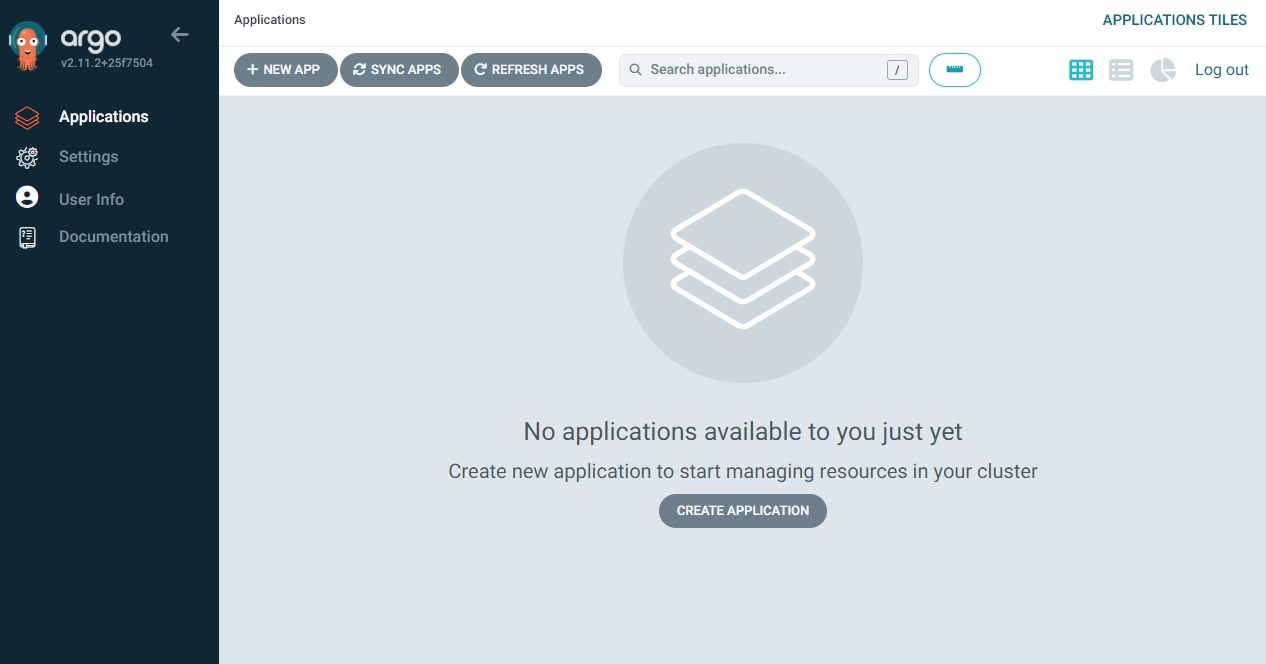 argo
v2.11.2+25f7504
Applications
Settings
User Info
Documentation
Applications
APPLICATIONS TILES
NEW APP
SYNC APPS
REFRESH APPS
Search applications...
/
Log out
No applications available to you just yet
Create new application to start managing resources in your cluster
CREATE APPLICATION